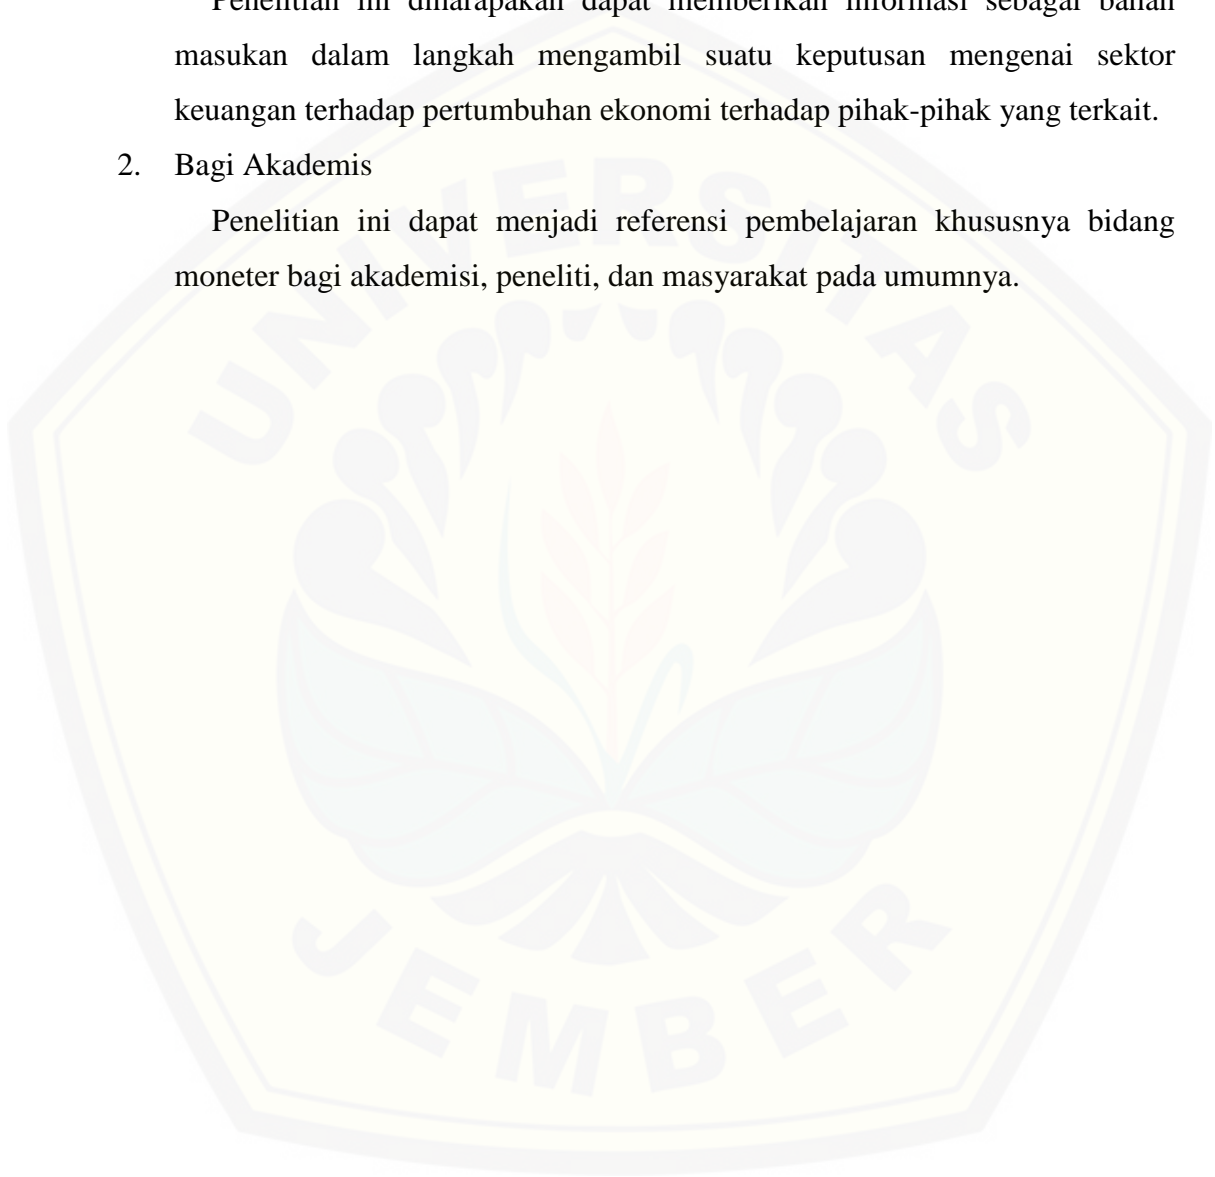 Penelitian ini diharapakan dapat memberikan informasi sebagai bahan
masukan dalam langkah mengambil suatu keputusan mengenai sektor
keuangan terhadap pertumbuhan ekonomi terhadap pihak-pihak yang terkait.
2. Bagi Akademis
Penelitian ini dapat menjadi referensi pembelajaran khususnya bidang
moneter bagi akademisi, peneliti, dan masyarakat pada umumnya.
UNIVERSITAS
JEMBER